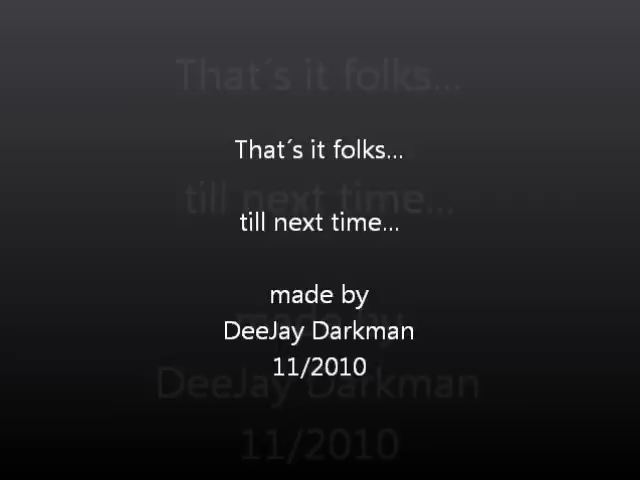 That´s it folks...
till next time...
made by
DeeJay Darkman
11/2010